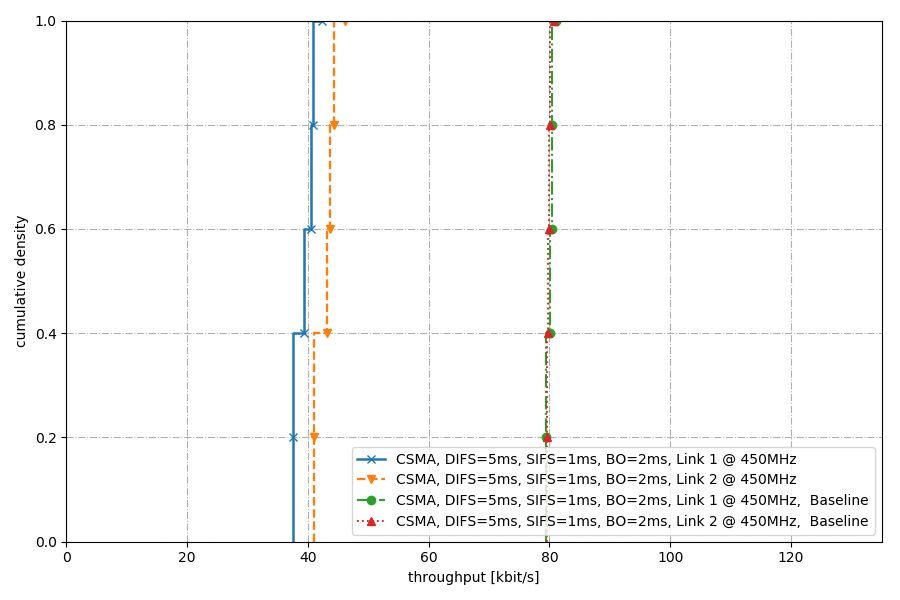 1.0
0.8
0.6
0.4
0.2
0.0
cumulative density
CSMA, DIFS=5ms, SIFS=1ms, BO=2ms, Link 1 @ 450MHz
CSMA, DIFS=5ms, SIFS=1ms, BO=2ms, Link 2 @ 450MHz
CSMA, DIFS=5ms, SIFS=1ms, BO=2ms, Link 1 @ 450MHz,  Baseline
CSMA, DIFS=5ms, SIFS=1ms, BO=2ms, Link 2 @ 450MHz,  Baseline
0 20 40 60 80 100 120
throughput [kbit/s]